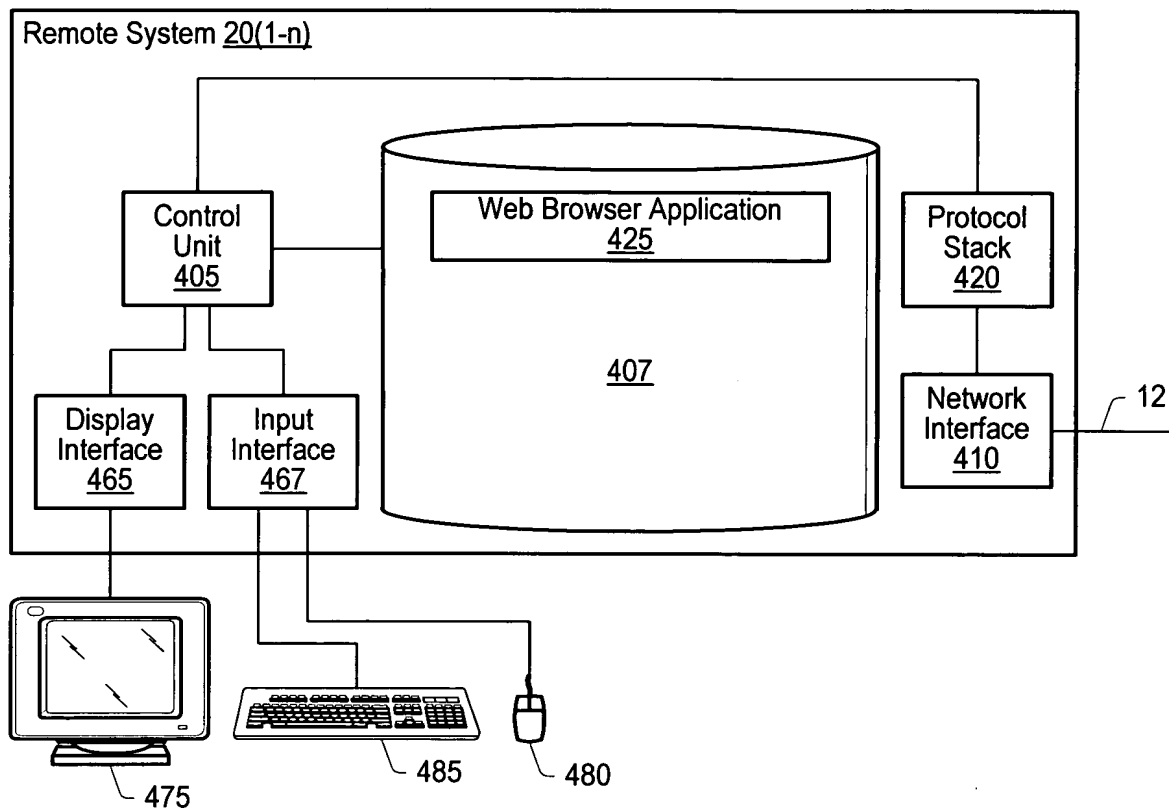 Remote System 20(1-n)
Control
Unit
405
Web Browser Application
425
Protocol
Stack
420
407
Display
Interface
465
Input
Interface
467
Network
Interface
410
12
475
485
480